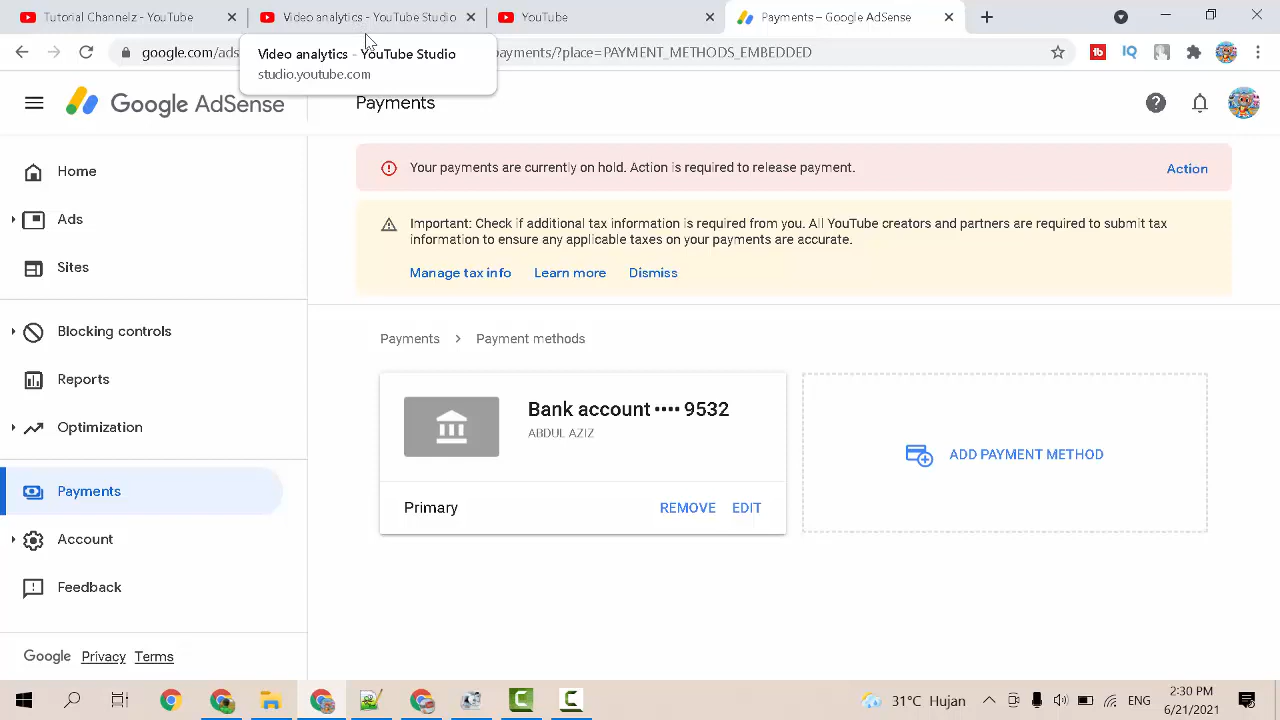 Tutorial Channelz - YouTube
Video analytics - YouTube Studio
YouTube
Payments – Google AdSense
google.com/ads
payments/?place=PAYMENT_METHODS_EMBEDDED
Video analytics - YouTube Studio
studio.youtube.com
tb
IQ
Google AdSense
Payments
Home
Ads
Sites
Blocking controls
Reports
Optimization
Payments
Account
Feedback
Google Privacy Terms
Your payments are currently on hold. Action is required to release payment.
Action
Important: Check if additional tax information is required from you. All YouTube creators and partners are required to submit tax
information to ensure any applicable taxes on your payments are accurate.
Manage tax info Learn more Dismiss
Payments > Payment methods
Bank account •••• 9532
ABDUL AZIZ
Primary
REMOVE EDIT
ADD PAYMENT METHOD
31°C Hujan
ENG
2:30 PM
6/21/2021